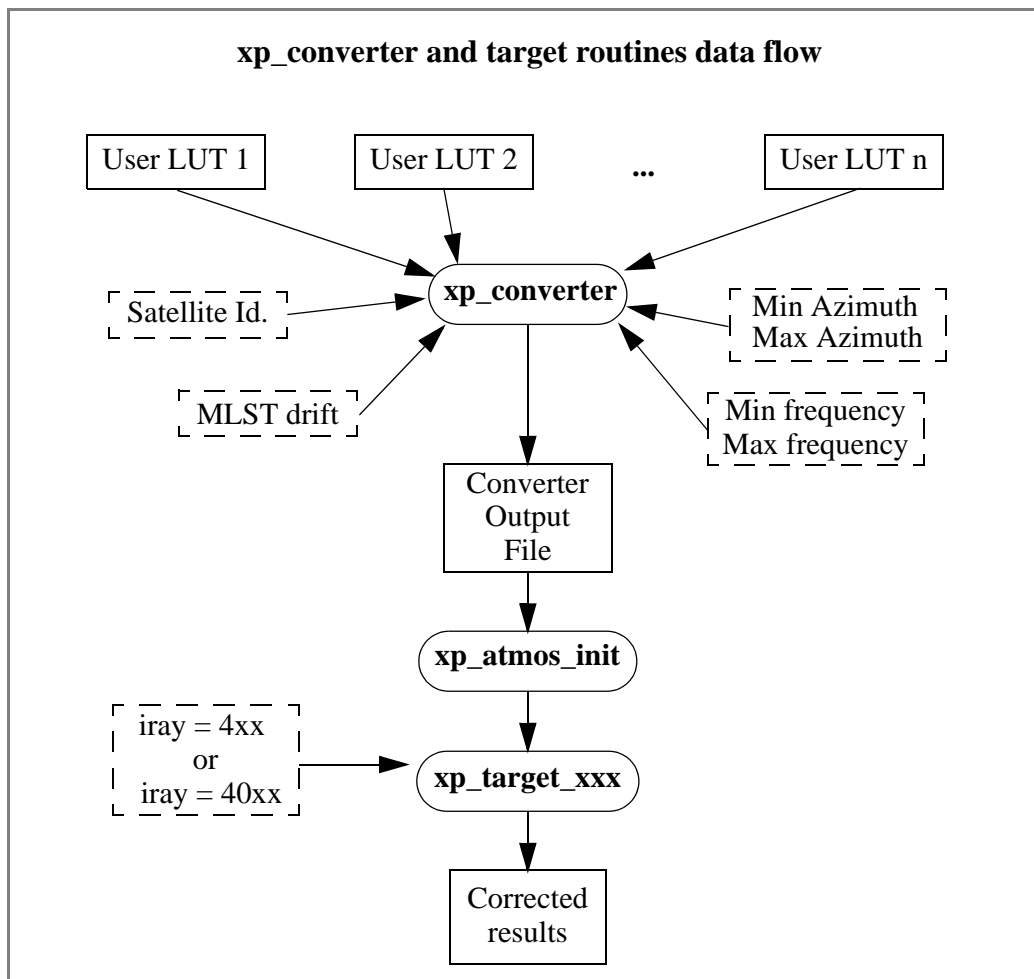 xp_converter and target routines data flow
User LUT 1
User LUT 2
...
User LUT n
xp_converter
Satellite Id.
Min Azimuth
Max Azimuth
MLST drift
Min frequency
Max frequency
Converter
Output
File
xp_atmos_init
iray = 4xx
or
iray = 40xx
xp_target_xxx
Corrected
results